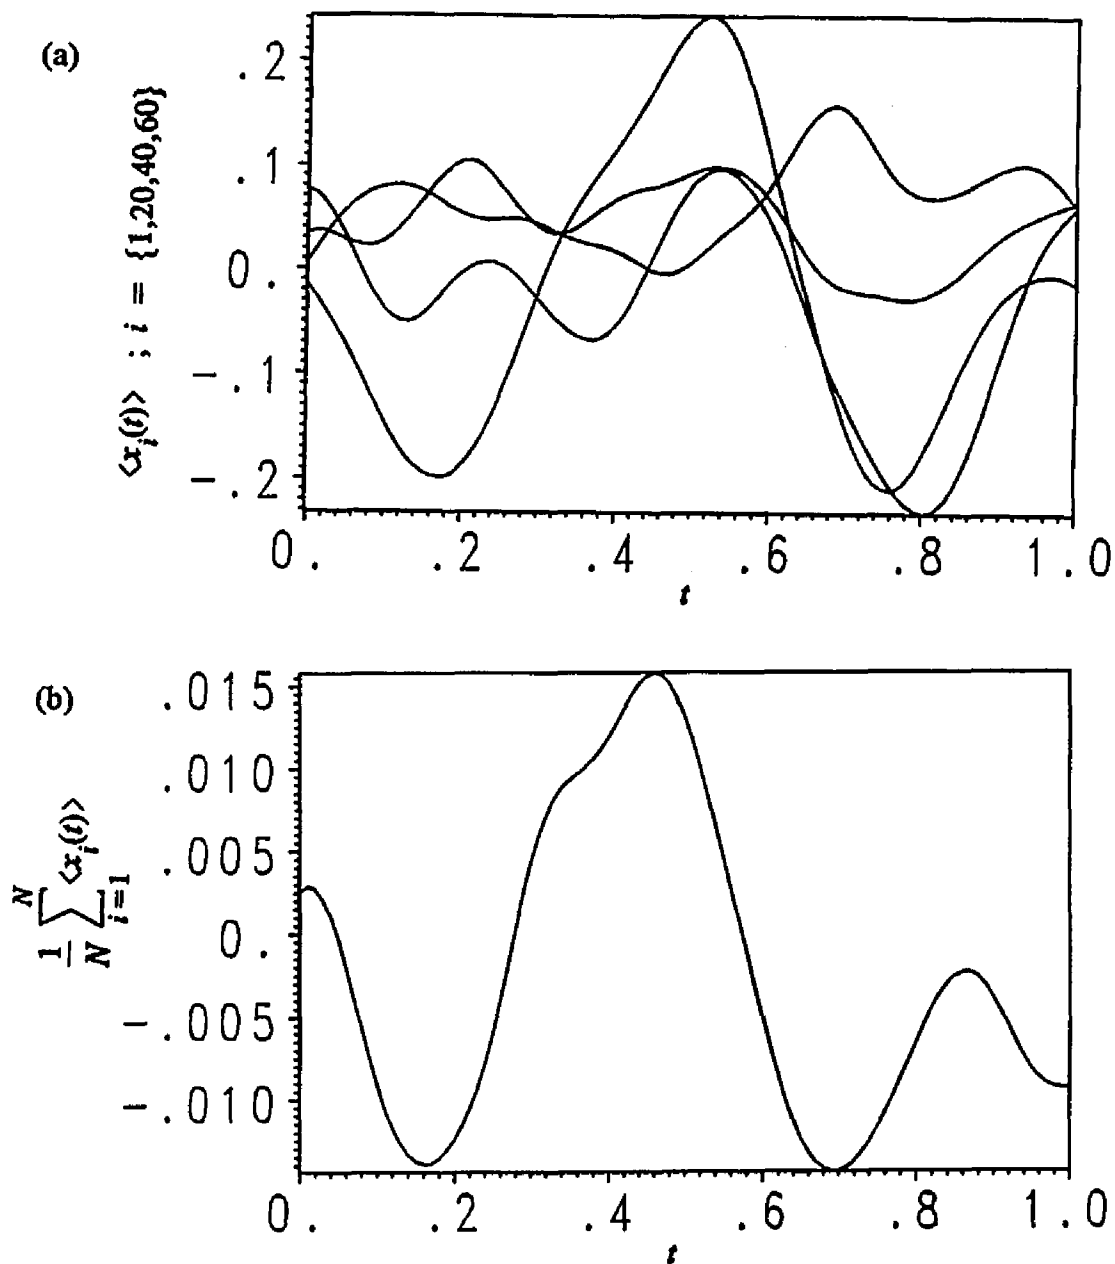 (a)
⟨x_i(t)⟩ ; i = {1,20,40,60}
.2
.1
0.
-.1
-.2
0. .2 .4 .6 .8 1.0
t
(b)
1/N ∑_{i=1}^{N} ⟨x_i(t)⟩
.015
.010
.005
0.
-.005
-.010
0. .2 .4 .6 .8 1.0
t